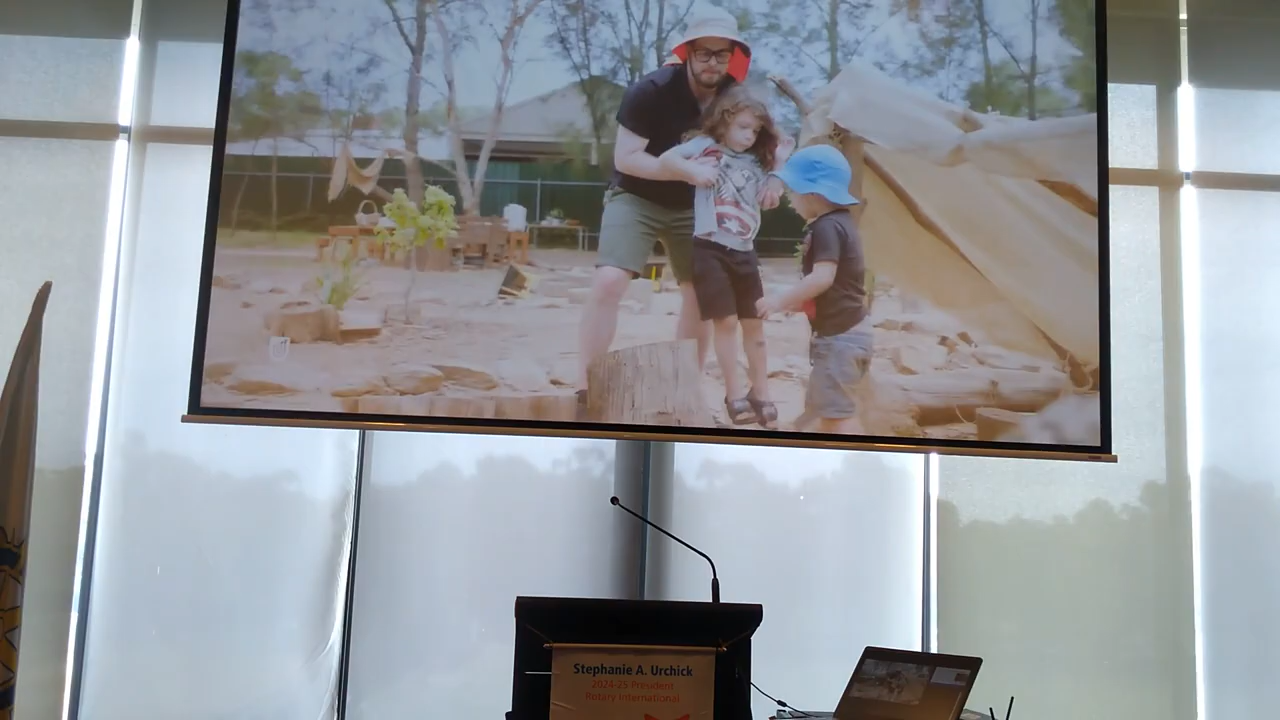 Stephanie A. Urchick
2024-25 President
Rotary International